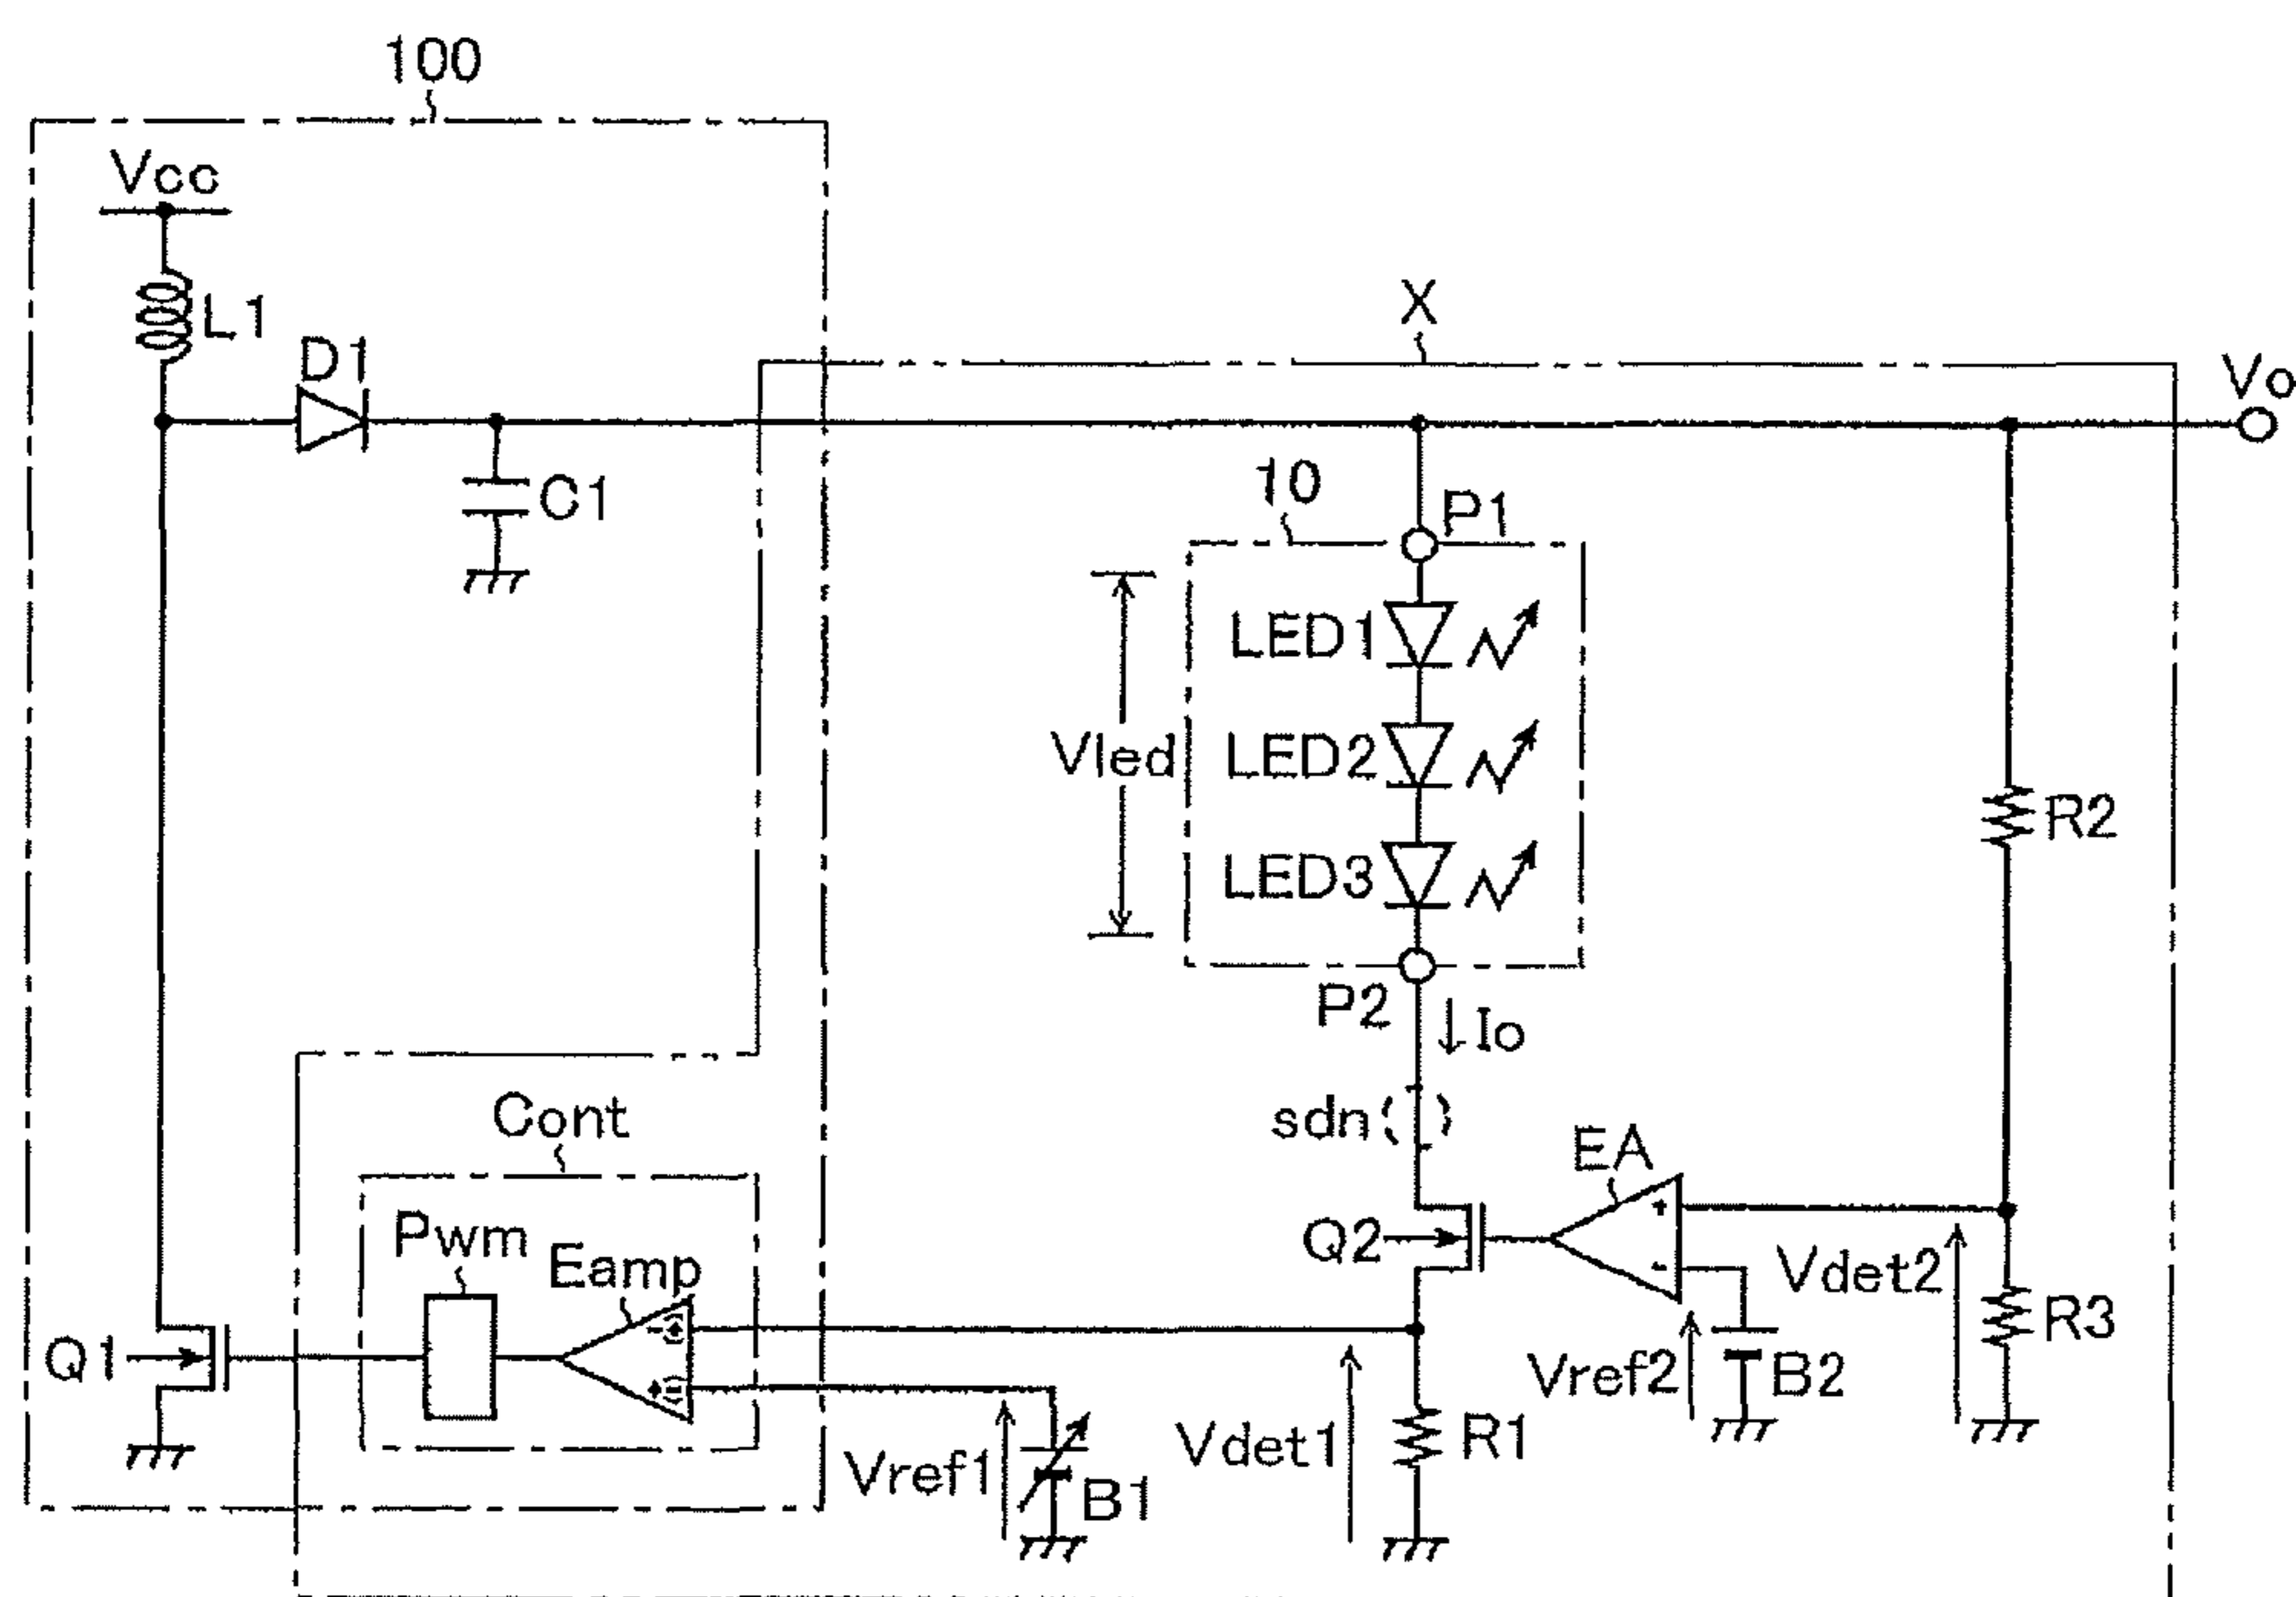 100
Vcc
L1
D1
C1
X
Vo
10
P1
LED1
LED2
LED3
Vled
P2
Io
R2
sdn
Cont
Pwm
Eamp
EA
Q2
Q1
+
-
-(+)
+(-)
Vdet2
R3
Vref2
B2
Vref1
B1
Vdet1
R1